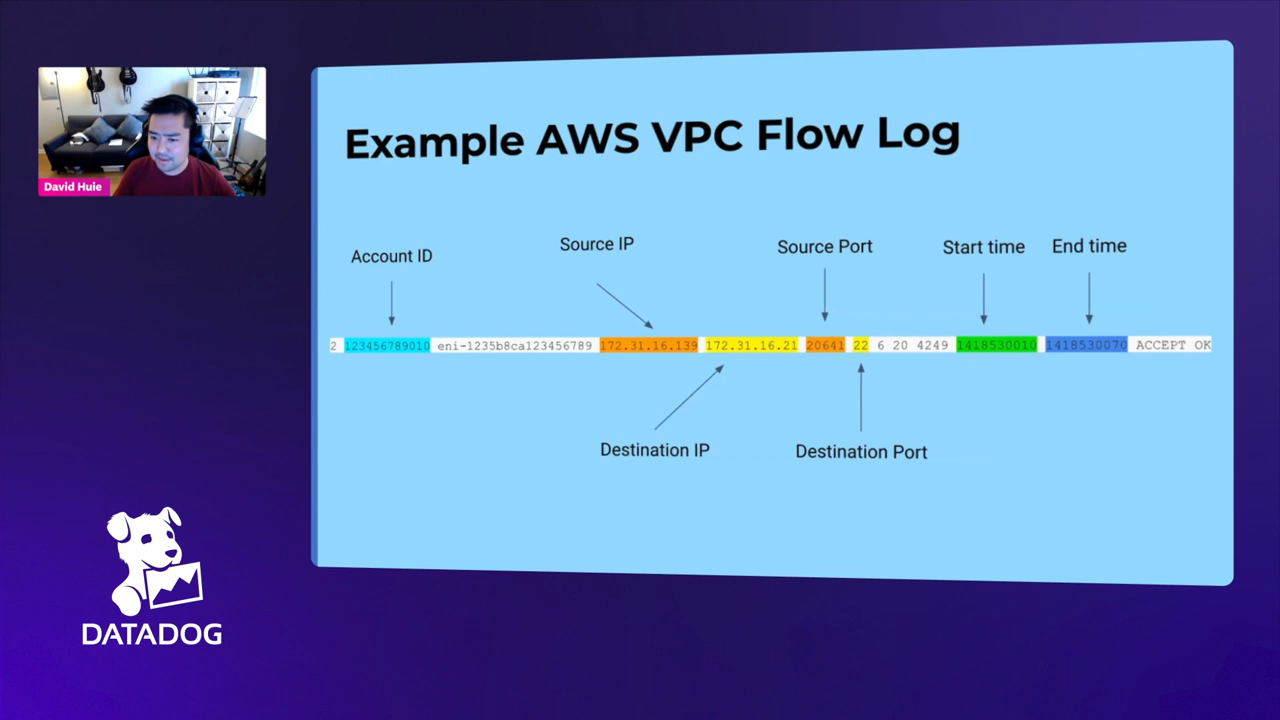 David Huie
Example AWS VPC Flow Log
Account ID
Source IP
Source Port
Start time
End time
2 123456789010 eni-1235b8ca123456789 172.31.16.139 172.31.16.21 20641 22 6 20 4249 1418530010 1418530070 ACCEPT OK
Destination IP
Destination Port
DATADOG